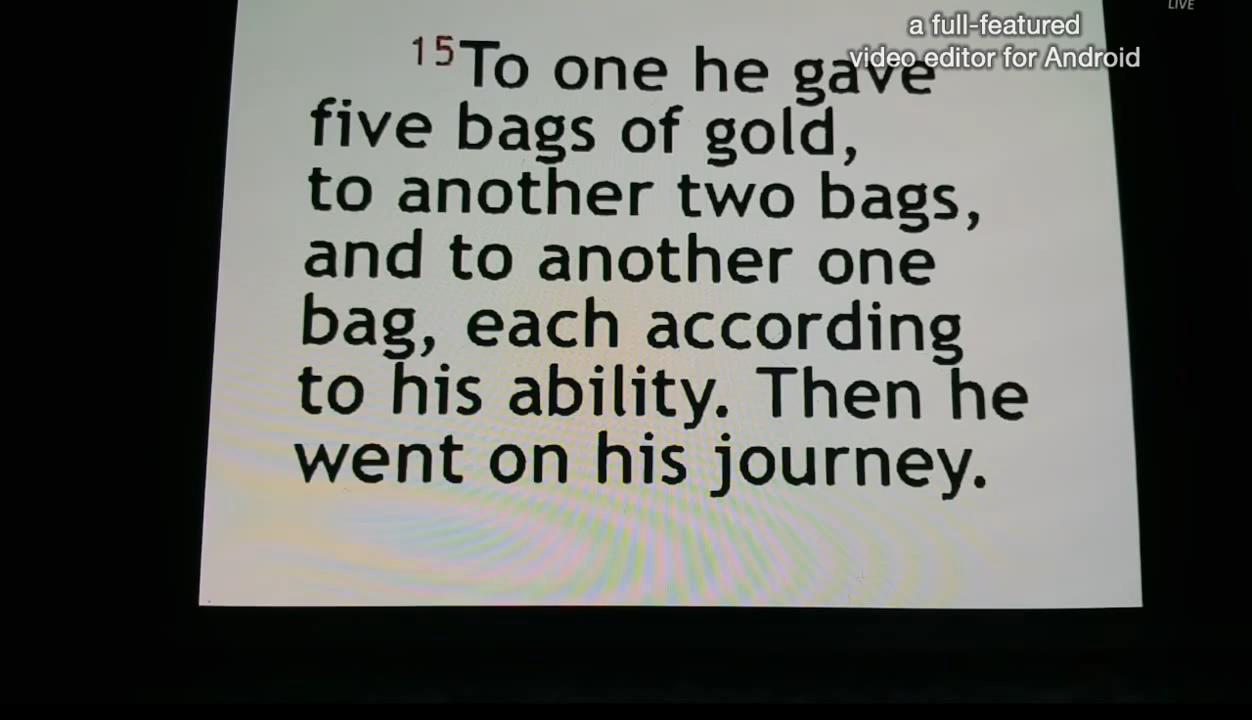 LIVE
a full-featured
video editor for Android
15To one he gave
five bags of gold,
to another two bags,
and to another one
bag, each according
to his ability. Then he
went on his journey.